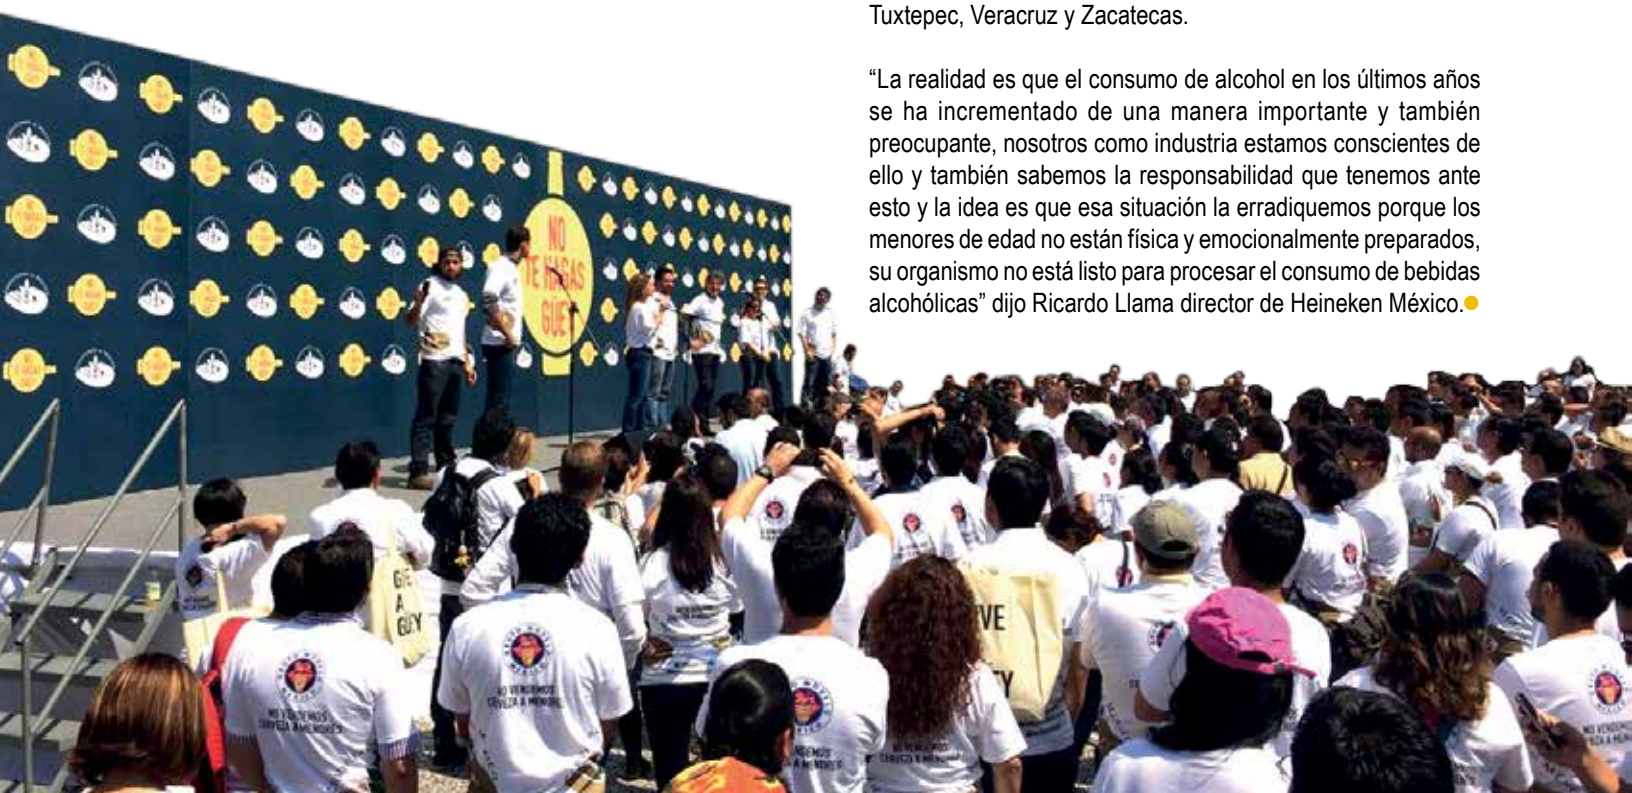 Tuxtepec, Veracruz y Zacatecas.
“La realidad es que el consumo de alcohol en los últimos años
se ha incrementado de una manera importante y también
preocupante, nosotros como industria estamos conscientes de
ello y también sabemos la responsabilidad que tenemos ante
esto y la idea es que esa situación la erradiquemos porque los
menores de edad no están física y emocionalmente preparados,
su organismo no está listo para procesar el consumo de bebidas
alcohólicas” dijo Ricardo Llama director de Heineken México.
NO
TE HAGAS
GÜEY
NO VENDEMOS
CERVEZA A MENORES
NO VENDEMOS
CERVEZA A MENORES